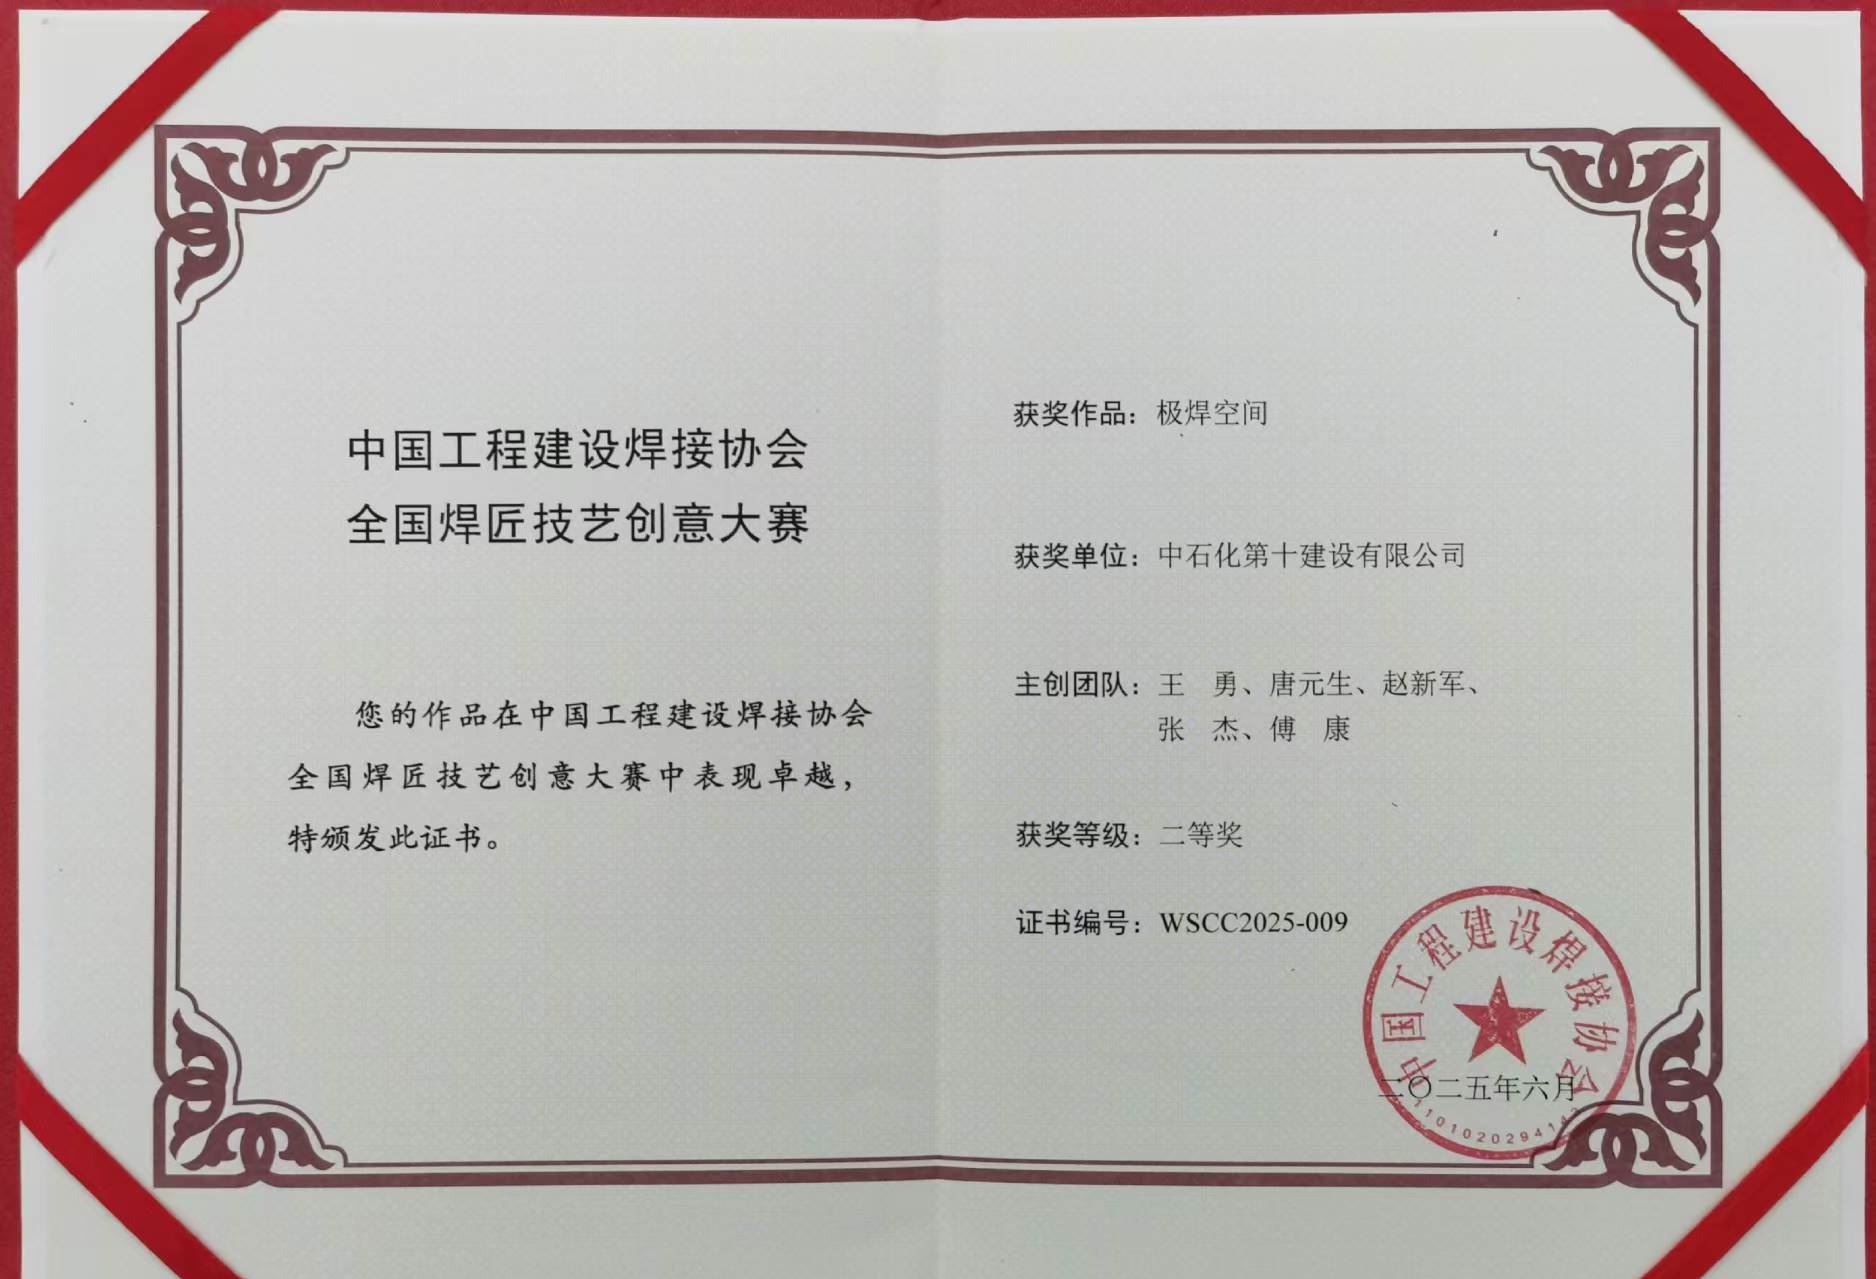 中国工程建设焊接协会
全国焊匠技艺创意大赛
您的作品在中国工程建设焊接协会
全国焊匠技艺创意大赛中表现卓越，
特颁发此证书。
获奖作品：极焊空间
获奖单位：中石化第十建设有限公司
主创团队：王　勇、唐元生、赵新军、
张　杰、傅　康
获奖等级：二等奖
证书编号：WSCC2025-009
中国工程建设焊接协会
二〇二五年六月